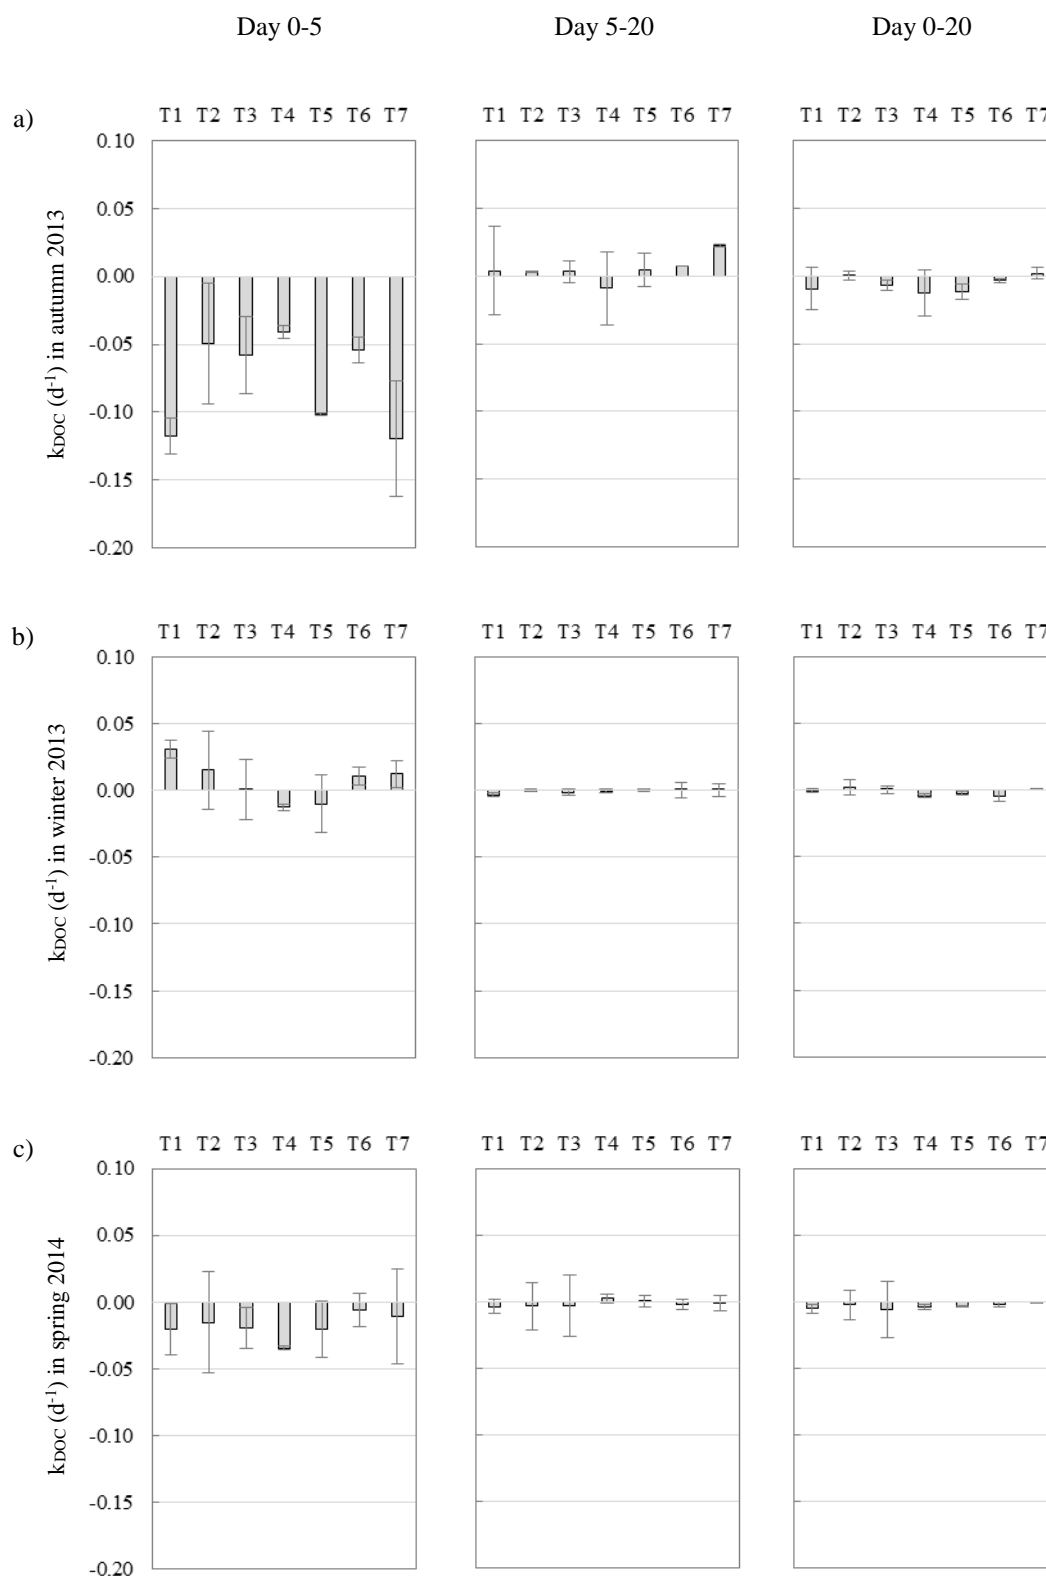 Day 0-5 Day 5-20 Day 0-20
a)
T1 T2 T3 T4 T5 T6 T7 T1 T2 T3 T4 T5 T6 T7 T1 T2 T3 T4 T5 T6 T7
kDOC (d-1) in autumn 2013
0.10
0.05
0.00
-0.05
-0.10
-0.15
-0.20
b)
T1 T2 T3 T4 T5 T6 T7 T1 T2 T3 T4 T5 T6 T7 T1 T2 T3 T4 T5 T6 T7
kDOC (d-1) in winter 2013
0.10
0.05
0.00
-0.05
-0.10
-0.15
-0.20
c)
T1 T2 T3 T4 T5 T6 T7 T1 T2 T3 T4 T5 T6 T7 T1 T2 T3 T4 T5 T6 T7
kDOC (d-1) in spring 2014
0.10
0.05
0.00
-0.05
-0.10
-0.15
-0.20